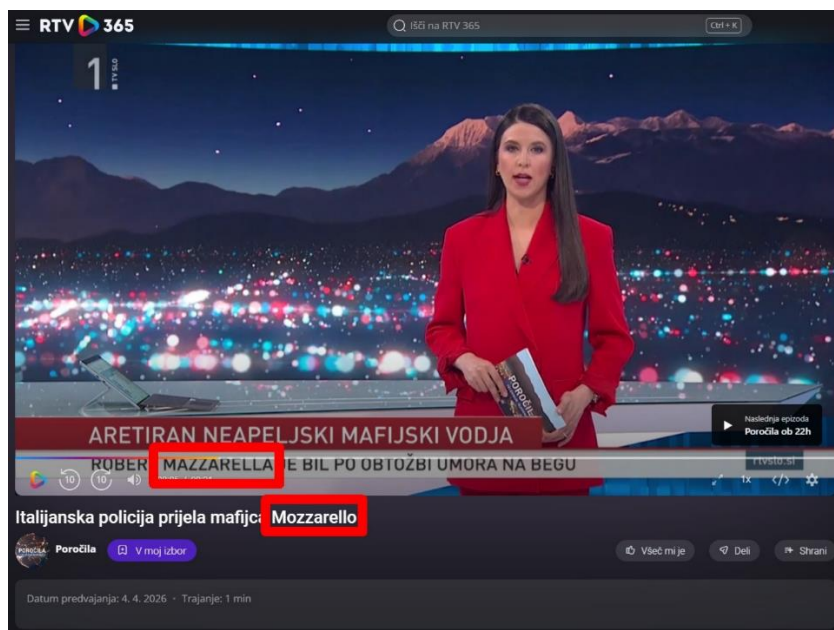 RTV 365
Išči na RTV 365
Ctrl + K
1
TV SLO
POROČILA
Naslednja epizoda
Poročila ob 22h
ARETIRAN NEAPELJSKI MAFIJSKI VODJA
MAZZARELLA JE BIL PO OBTOŽBI UMORA NA BEGU
rtvslo.si
10
10
1x
Italijanska policija prijela mafijca Mozzarello
Poročila
V moj izbor
Všeč mi je
Deli
Shrani
Datum predvajanja: 4. 4. 2026 • Trajanje: 1 min